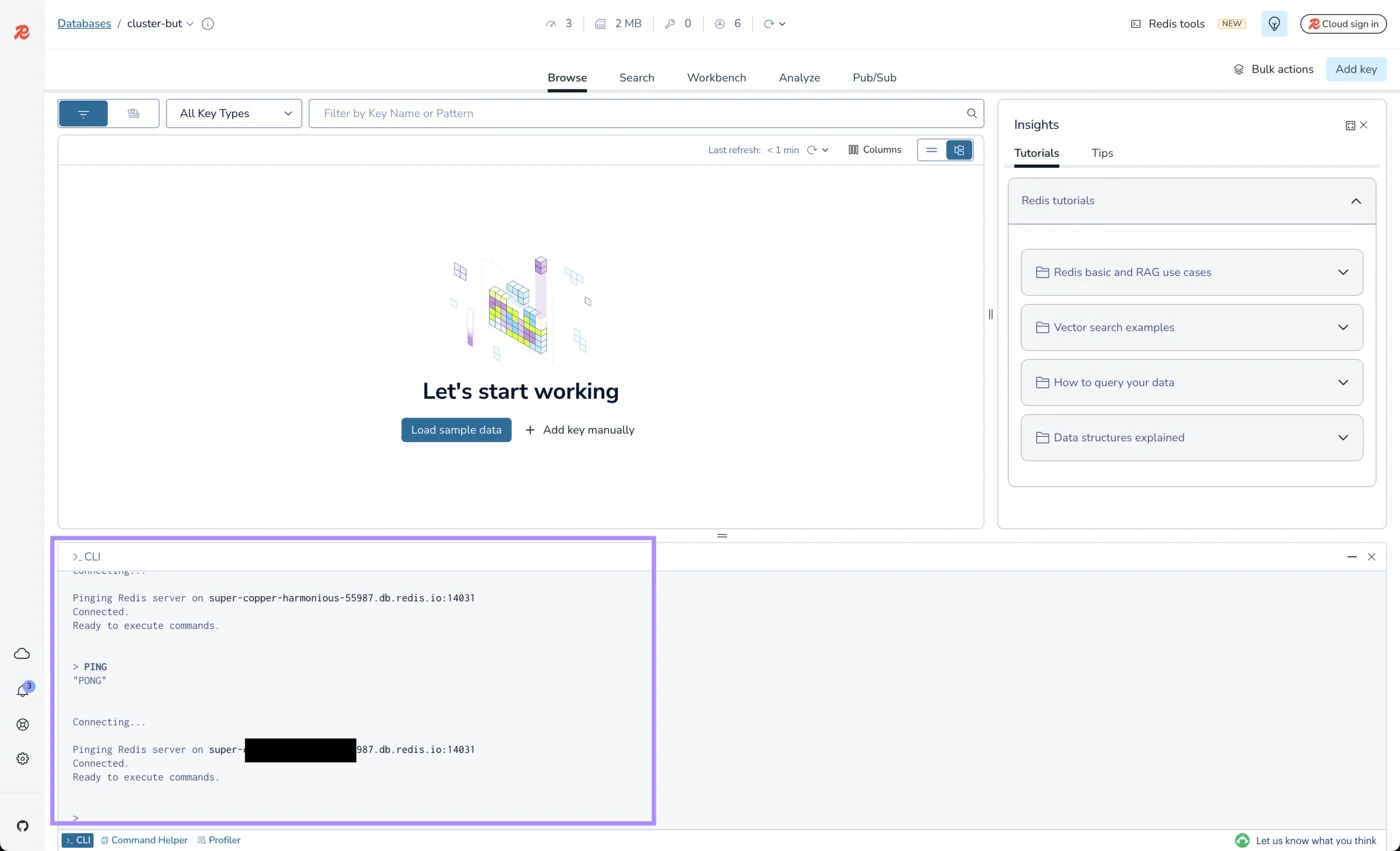 Databases / cluster-but
3
2 MB
0
6
Redis tools NEW
Cloud sign in
Browse Search Workbench Analyze Pub/Sub
Bulk actions Add key
All Key Types
Filter by Key Name or Pattern
Last refresh: < 1 min
Columns
Let's start working
Load sample data
+ Add key manually
Insights
Tutorials Tips
Redis tutorials
Redis basic and RAG use cases
Vector search examples
How to query your data
Data structures explained
>_ CLI
Connecting...
Pinging Redis server on super-copper-harmonious-55987.db.redis.io:14031
Connected.
Ready to execute commands.
> PING
"PONG"
Connecting...
Pinging Redis server on super- 987.db.redis.io:14031
Connected.
Ready to execute commands.
>
3
>_ CLI Command Helper Profiler
Let us know what you think